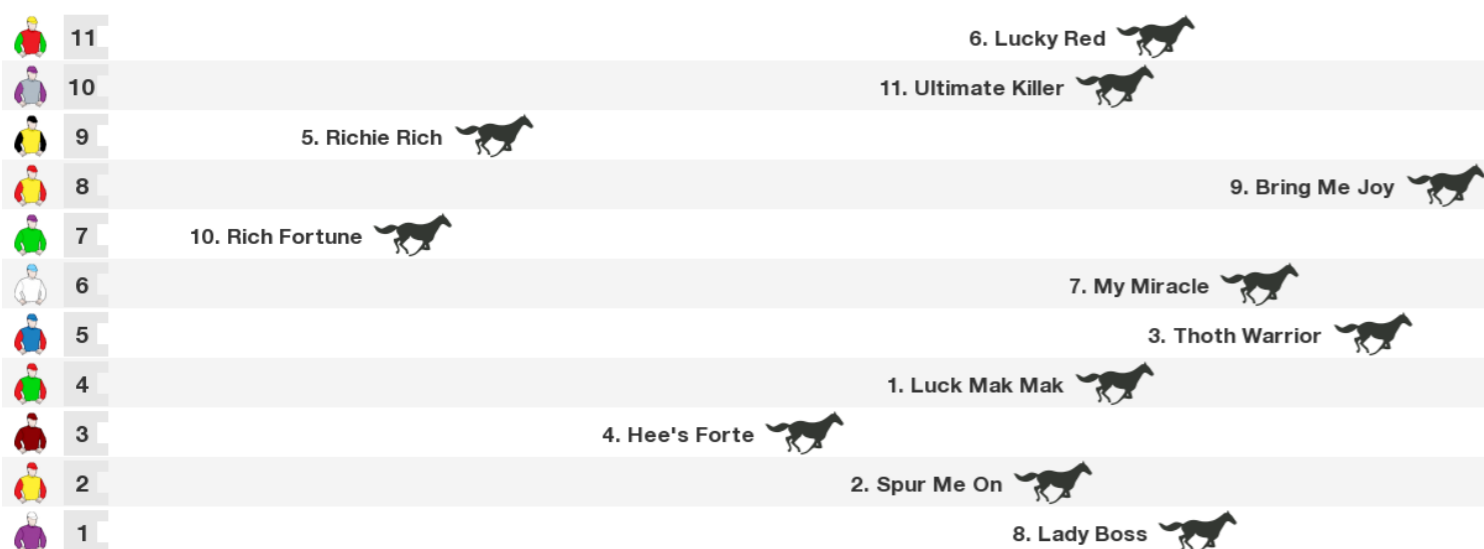 11 6. Lucky Red
10 11. Ultimate Killer
9 5. Richie Rich
8 9. Bring Me Joy
7 10. Rich Fortune
6 7. My Miracle
5 3. Thoth Warrior
4 1. Luck Mak Mak
3 4. Hee's Forte
2 2. Spur Me On
1 8. Lady Boss